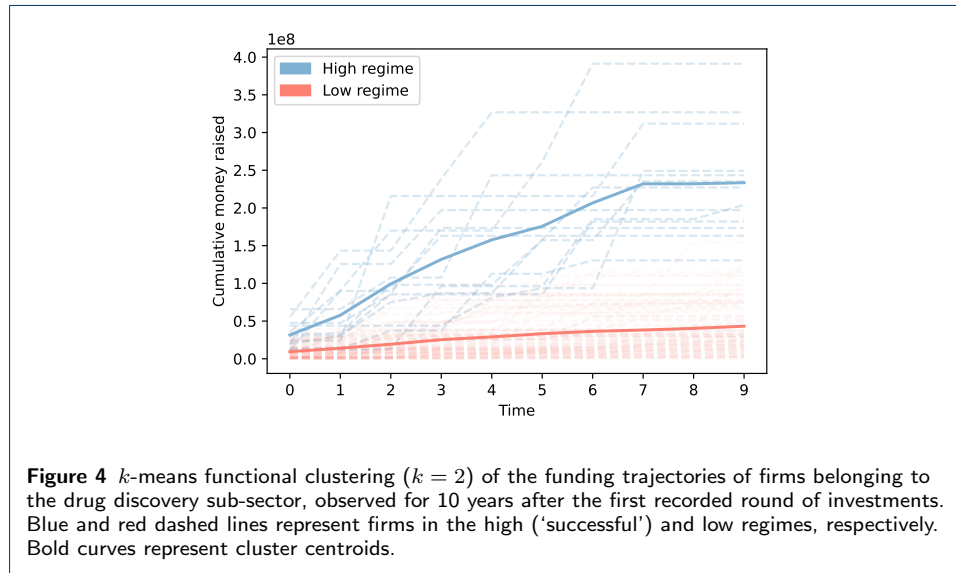 1e8
4.0
3.5
3.0
2.5
2.0
1.5
1.0
0.5
0.0
Cumulative money raised
High regime
Low regime
0 1 2 3 4 5 6 7 8 9
Time
Figure 4 k-means functional clustering (k = 2) of the funding trajectories of firms belonging to
the drug discovery sub-sector, observed for 10 years after the first recorded round of investments.
Blue and red dashed lines represent firms in the high (‘successful’) and low regimes, respectively.
Bold curves represent cluster centroids.